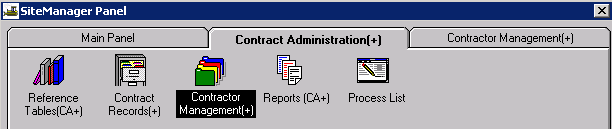 SiteManager Panel
Main Panel
Contract Administration(+)
Contractor Management(+)
Reference
Tables(CA+)
Contract
Records(+)
Contractor
Management(+)
Reports (CA+)
Process List